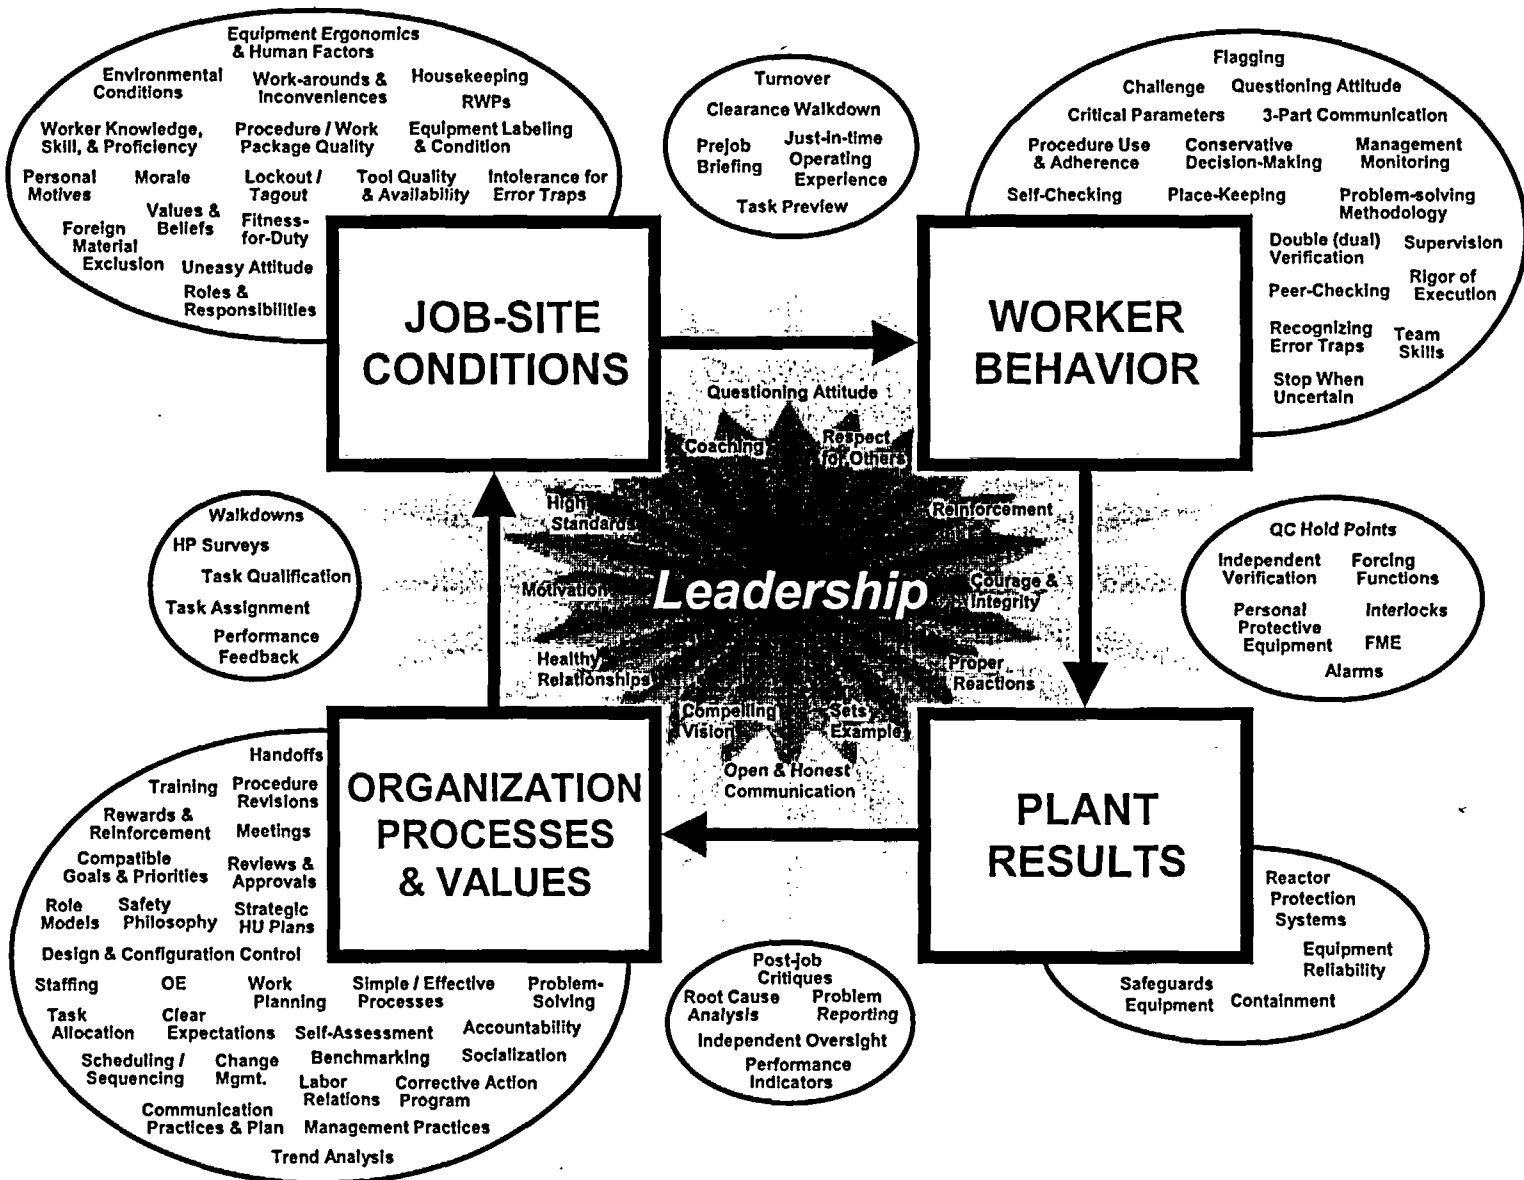 Equipment Ergonomics
& Human Factors
Environmental
Conditions
Work-arounds &
Inconveniences
Housekeeping
RWPs
Worker Knowledge,
Skill, & Proficiency
Procedure / Work
Package Quality
Equipment Labeling
& Condition
Personal
Motives
Morale
Lockout /
Tagout
Tool Quality
& Availability
Intolerance for
Error Traps
Foreign
Material
Exclusion
Values &
Beliefs
Fitness-
for-Duty
Uneasy Attitude
Roles &
Responsibilities
JOB-SITE
CONDITIONS
Turnover
Clearance Walkdown
Prejob
Briefing
Just-in-time
Operating
Experience
Task Preview
Flagging
Challenge
Questioning Attitude
Critical Parameters
3-Part Communication
Procedure Use
& Adherence
Conservative
Decision-Making
Management
Monitoring
Self-Checking
Place-Keeping
Problem-solving
Methodology
Double (dual)
Verification
Supervision
Peer-Checking
Rigor of
Execution
Recognizing
Error Traps
Team
Skills
Stop When
Uncertain
WORKER
BEHAVIOR
Questioning Attitude
Coaching
Respect
for Others
High
Standards
Reinforcement
Motivation
Leadership
Courage &
Integrity
Healthy
Relationships
Proper
Reactions
Compelling
Vision
Sets
Example
Open & Honest
Communication
Walkdowns
HP Surveys
Task Qualification
Task Assignment
Performance
Feedback
QC Hold Points
Independent
Verification
Forcing
Functions
Personal
Protective
Equipment
Interlocks
FME
Alarms
Handoffs
Training
Procedure
Revisions
Rewards &
Reinforcement
Meetings
Compatible
Goals & Priorities
Reviews &
Approvals
Role
Models
Safety
Philosophy
Strategic
HU Plans
Design & Configuration Control
Staffing
OE
Work
Planning
Simple / Effective
Processes
Problem-
Solving
Task
Allocation
Clear
Expectations
Self-Assessment
Accountability
Scheduling /
Sequencing
Change
Mgmt.
Benchmarking
Socialization
Labor
Relations
Corrective Action
Program
Communication
Practices & Plan
Management Practices
Trend Analysis
ORGANIZATION
PROCESSES
& VALUES
Post-job
Critiques
Root Cause
Analysis
Problem
Reporting
Independent Oversight
Performance
Indicators
PLANT
RESULTS
Reactor
Protection
Systems
Equipment
Reliability
Safeguards
Equipment
Containment